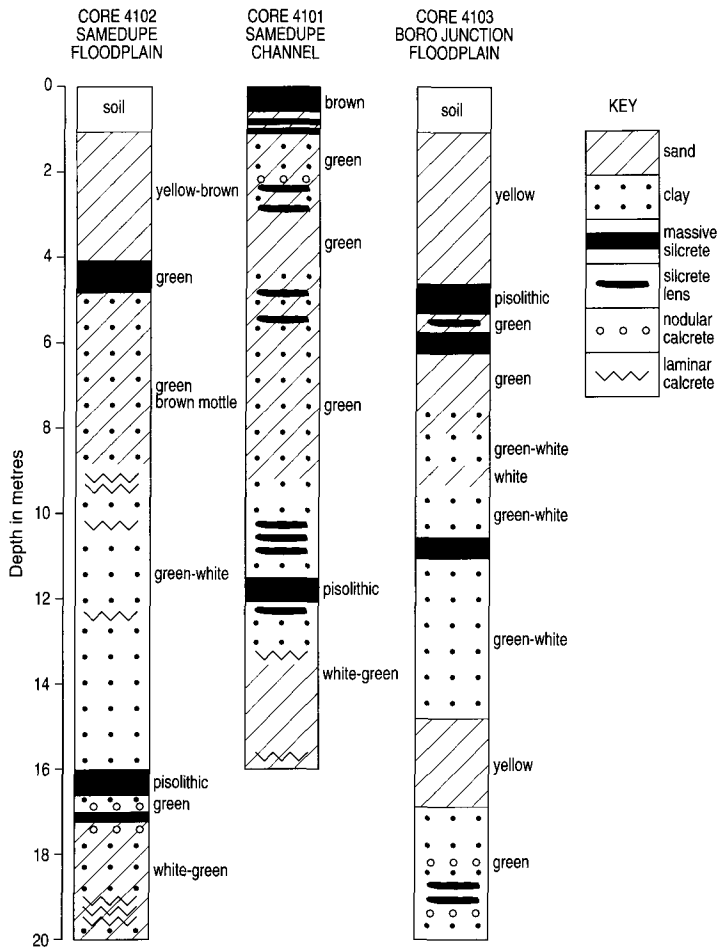 CORE 4102
SAMEDUPE
FLOODPLAIN
CORE 4101
SAMEDUPE
CHANNEL
CORE 4103
BORO JUNCTION
FLOODPLAIN
Depth in metres
0
2
4
6
8
10
12
14
16
18
20
soil
yellow-brown
green
green
brown mottle
green-white
pisolithic
green
white-green
brown
green
green
green
pisolithic
white-green
soil
yellow
pisolithic
green
green
green-white
white
green-white
green-white
yellow
green
KEY
sand
clay
massive
silcrete
silcrete
lens
nodular
calcrete
laminar
calcrete